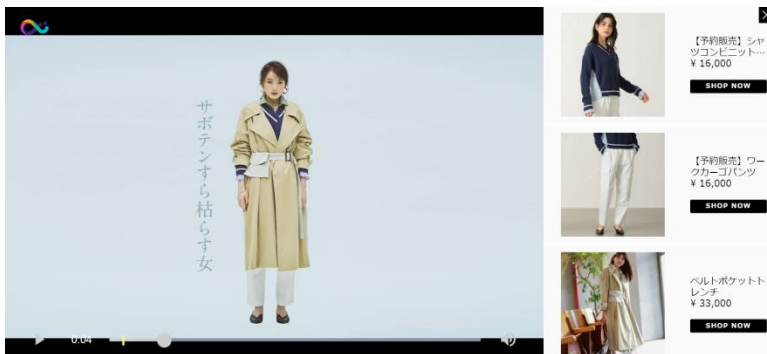 サボテンすら枯らす女
0:04
【予約販売】シャ
ツコンビニット…
¥ 16,000
SHOP NOW
【予約販売】ワー
クカーゴパンツ
¥ 16,000
SHOP NOW
ベルトポケットト
レンチ
¥ 33,000
SHOP NOW